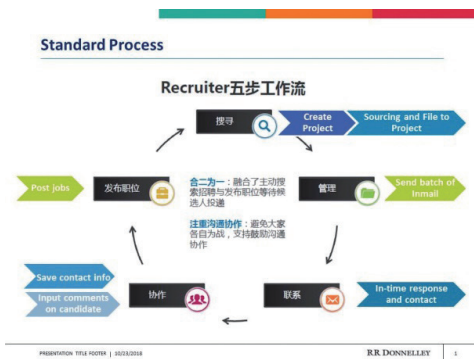 Standard Process
Recruiter五步工作流
搜寻
Create
Project
Sourcing and File to
Project
Post jobs
发布职位
合二为一：融合了主动搜
索招聘与发布职位等待候
选人投递
注重沟通协作：避免大家
各自为战，支持鼓励沟通
协作
管理
Send batch of
Inmail
Save contact info
Input comments
on candidate
协作
联系
In-time response
and contact
PRESENTATION TITLE FOOTER | 10/23/2018
RR DONNELLEY
1